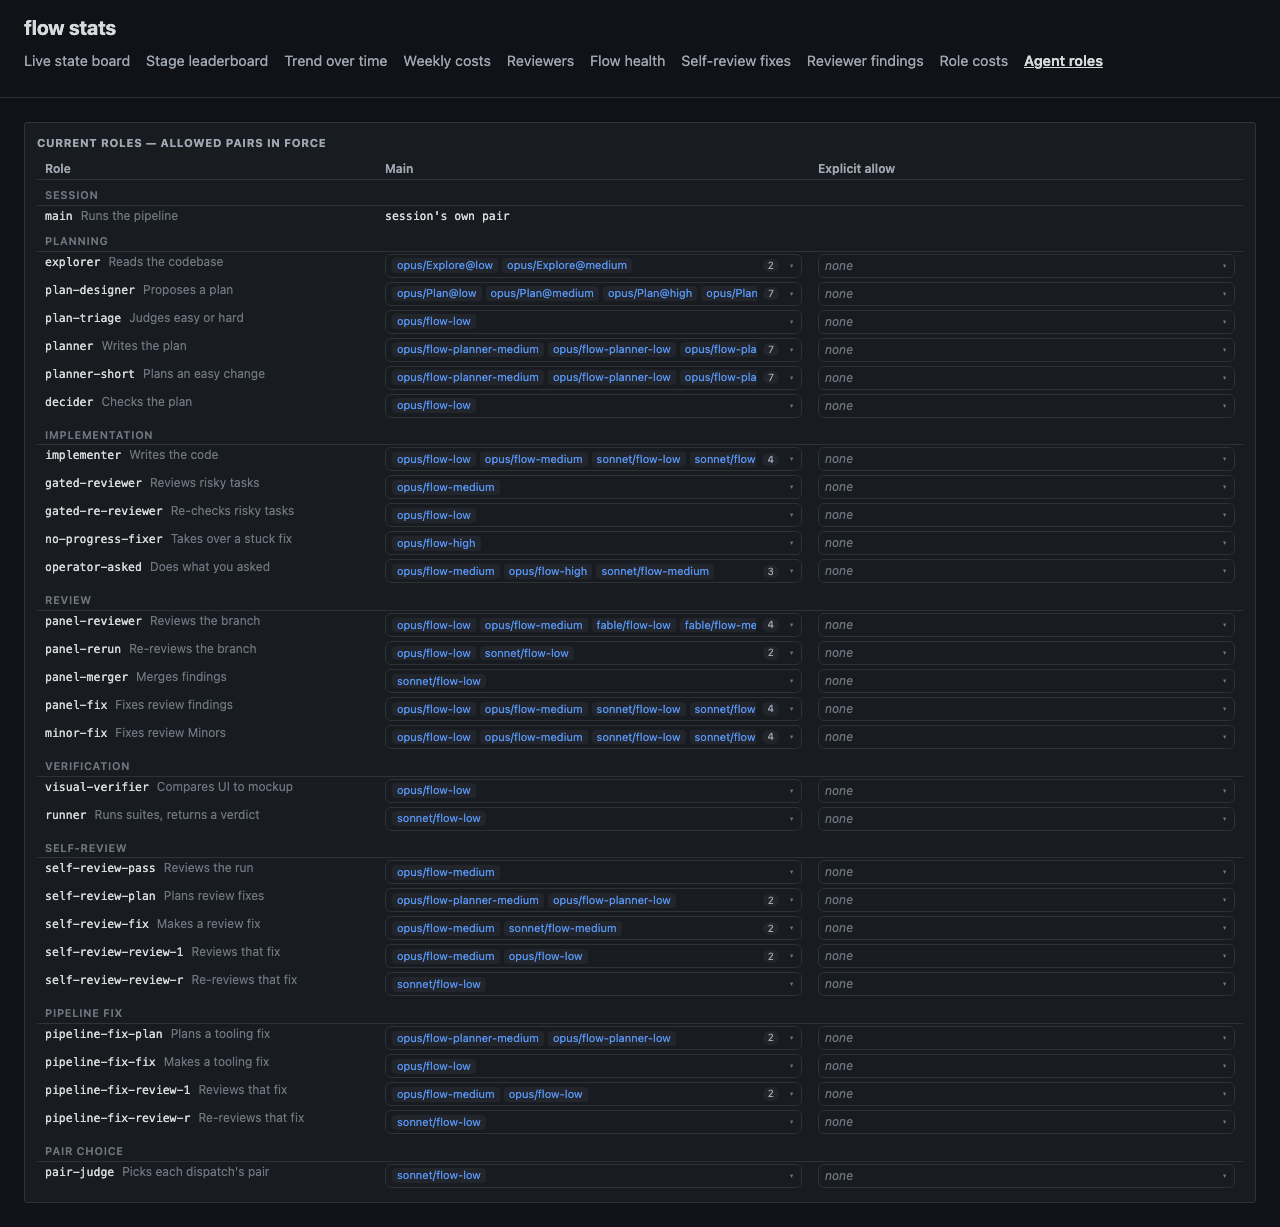 flow stats
Live state board Stage leaderboard Trend over time Weekly costs Reviewers Flow health Self-review fixes Reviewer findings Role costs Agent roles
CURRENT ROLES — ALLOWED PAIRS IN FORCE
Role Main Explicit allow
SESSION
main Runs the pipeline session's own pair
PLANNING
explorer Reads the codebase opus/Explore@low opus/Explore@medium 2 none
plan-designer Proposes a plan opus/Plan@low opus/Plan@medium opus/Plan@high opus/Plan 7 none
plan-triage Judges easy or hard opus/flow-low none
planner Writes the plan opus/flow-planner-medium opus/flow-planner-low opus/flow-pla 7 none
planner-short Plans an easy change opus/flow-planner-medium opus/flow-planner-low opus/flow-pla 7 none
decider Checks the plan opus/flow-low none
IMPLEMENTATION
implementer Writes the code opus/flow-low opus/flow-medium sonnet/flow-low sonnet/flow 4 none
gated-reviewer Reviews risky tasks opus/flow-medium none
gated-re-reviewer Re-checks risky tasks opus/flow-low none
no-progress-fixer Takes over a stuck fix opus/flow-high none
operator-asked Does what you asked opus/flow-medium opus/flow-high sonnet/flow-medium 3 none
REVIEW
panel-reviewer Reviews the branch opus/flow-low opus/flow-medium fable/flow-low fable/flow-me 4 none
panel-rerun Re-reviews the branch opus/flow-low sonnet/flow-low 2 none
panel-merger Merges findings sonnet/flow-low none
panel-fix Fixes review findings opus/flow-low opus/flow-medium sonnet/flow-low sonnet/flow 4 none
minor-fix Fixes review Minors opus/flow-low opus/flow-medium sonnet/flow-low sonnet/flow 4 none
VERIFICATION
visual-verifier Compares UI to mockup opus/flow-low none
runner Runs suites, returns a verdict sonnet/flow-low none
SELF-REVIEW
self-review-pass Reviews the run opus/flow-medium none
self-review-plan Plans review fixes opus/flow-planner-medium opus/flow-planner-low 2 none
self-review-fix Makes a review fix opus/flow-medium sonnet/flow-medium 2 none
self-review-review-1 Reviews that fix opus/flow-medium opus/flow-low 2 none
self-review-review-r Re-reviews that fix sonnet/flow-low none
PIPELINE FIX
pipeline-fix-plan Plans a tooling fix opus/flow-planner-medium opus/flow-planner-low 2 none
pipeline-fix-fix Makes a tooling fix opus/flow-low none
pipeline-fix-review-1 Reviews that fix opus/flow-medium opus/flow-low 2 none
pipeline-fix-review-r Re-reviews that fix sonnet/flow-low none
PAIR CHOICE
pair-judge Picks each dispatch's pair sonnet/flow-low none